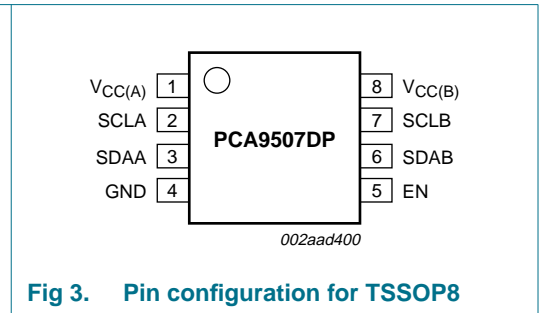 VCC(A) 1 8 VCC(B)
SCLA 2 7 SCLB
PCA9507DP
SDAA 3 6 SDAB
GND 4 5 EN
002aad400
Fig 3. Pin configuration for TSSOP8